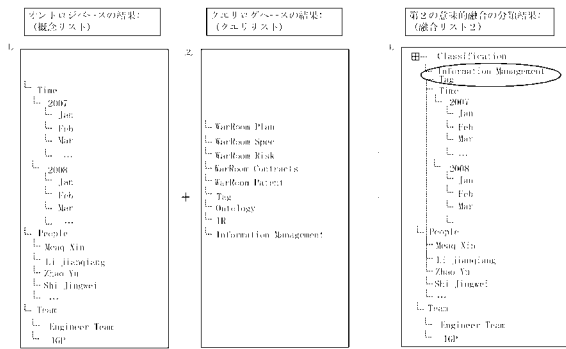 オントロジベースの結果:
(概念リスト)
Time
2007
Jan
Feb
Mar
...
2008
Jan
Feb
Mar
...
People
Meng Xin
Li Jianqiang
Zhao Yu
Shi Jingwei
...
Team
Engineer Team
IGP
クエリログベースの結果:
(クエリリスト)
2.
WarRoom Plan
WarRoom Spec
WarRoom Risk
WarRoom Contracts
WarRoom Patent
Tag
Ontology
IR
Information Management
+
第2の意味的融合の分類結果:
(融合リスト2)
Classification
Information Management
Tag
Time
2007
Jan
Feb
Mar
...
2008
Jan
Feb
Mar
...
People
Meng Xin
Li Jianqiang
Zhao Yu
Shi Jingwei
...
Team
Engineer Team
IGP